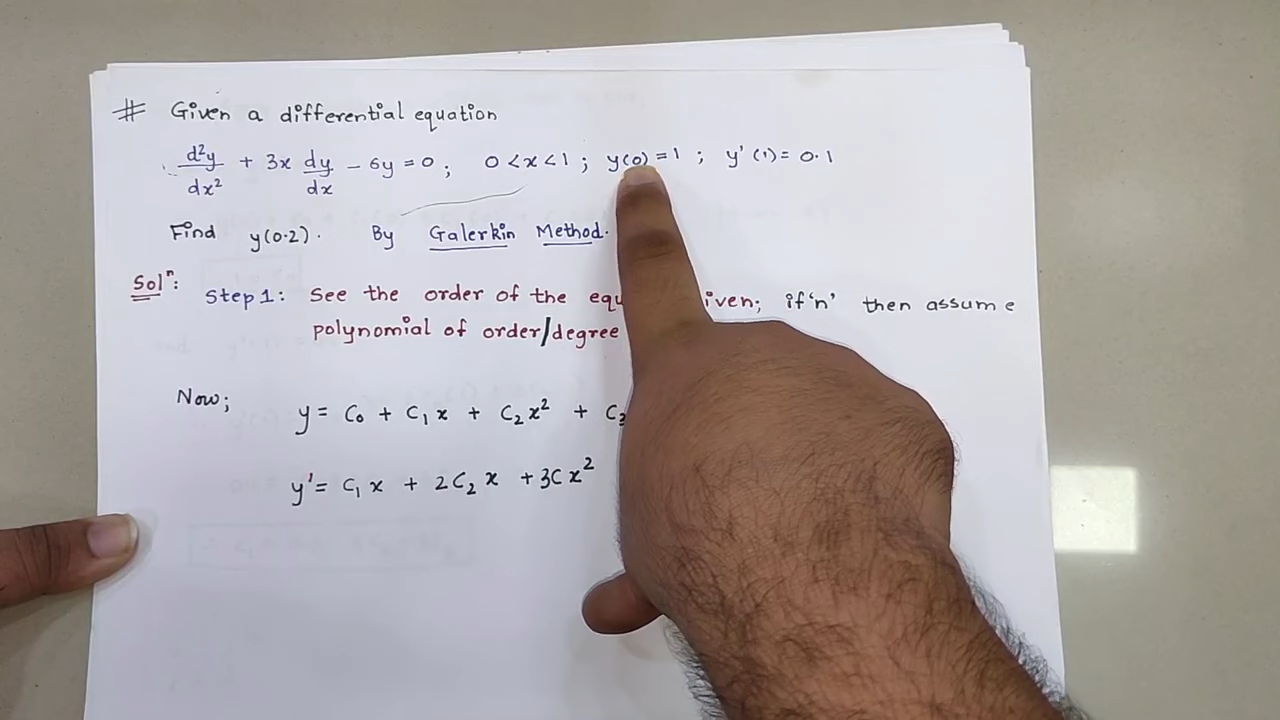 # Given a differential equation
d²y/dx² + 3x dy/dx - 6y = 0 ; 0 < x < 1 ; y(0) = 1 ; y'(1) = 0.1
Find y(0.2). By Galerkin Method.
Solⁿ:
Step 1: See the order of the if 'n' then assume
polynomial of order/degree
Now;
y = C₀ + C₁x + C₂x² +
y' = C₁x + 2C₂x + 3Cx²